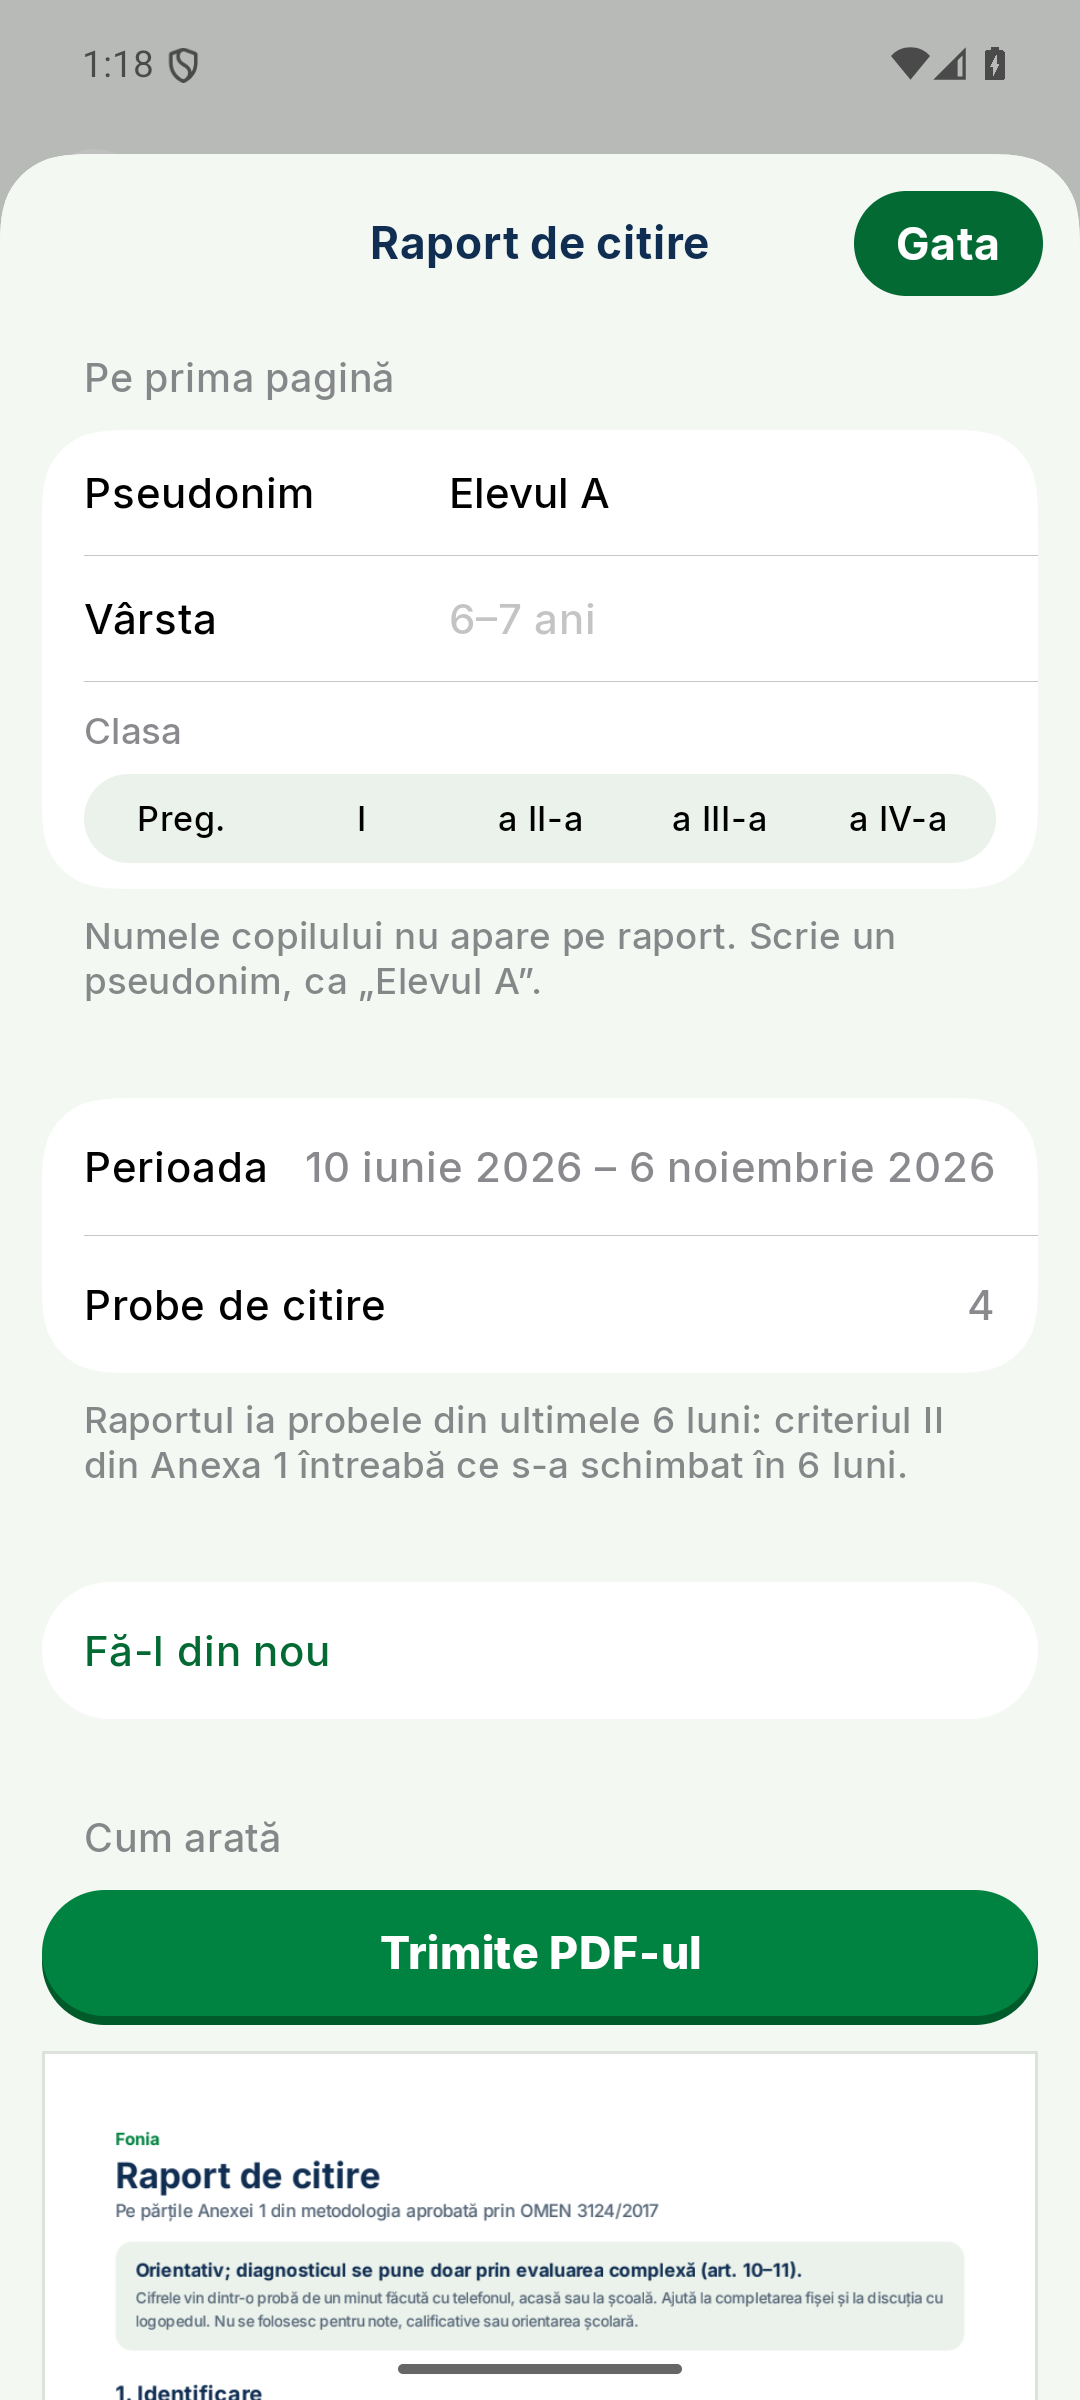 1:18
Raport de citire
Gata
Pe prima pagină
Pseudonim Elevul A
Vârsta 6–7 ani
Clasa
Preg. I a II-a a III-a a IV-a
Numele copilului nu apare pe raport. Scrie un
pseudonim, ca „Elevul A”.
Perioada 10 iunie 2026 – 6 noiembrie 2026
Probe de citire 4
Raportul ia probele din ultimele 6 luni: criteriul II
din Anexa 1 întreabă ce s-a schimbat în 6 luni.
Fă-l din nou
Cum arată
Trimite PDF-ul
Fonia
Raport de citire
Pe părțile Anexei 1 din metodologia aprobată prin OMEN 3124/2017
Orientativ; diagnosticul se pune doar prin evaluarea complexă (art. 10–11).
Cifrele vin dintr-o probă de un minut făcută cu telefonul, acasă sau la școală. Ajută la completarea fișei și la discuția cu
logopedul. Nu se folosesc pentru note, calificative sau orientarea școlară.
1. Identificare